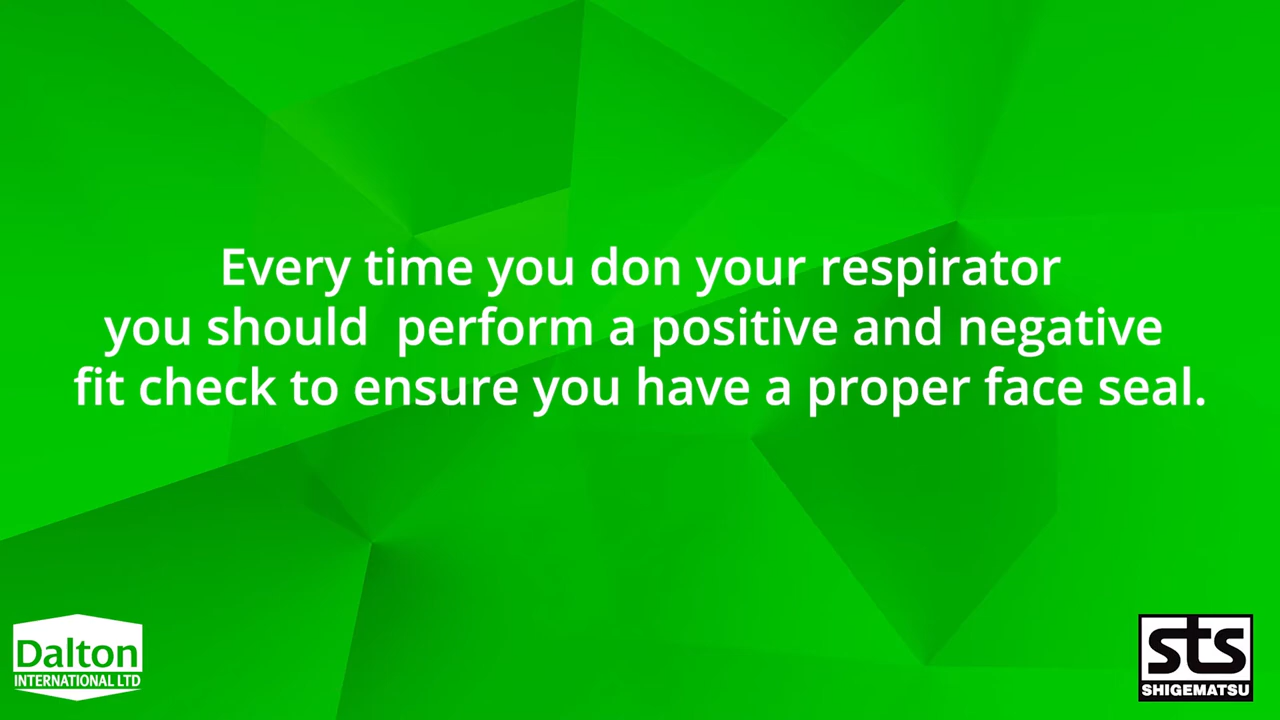 Every time you don your respirator
you should  perform a positive and negative
fit check to ensure you have a proper face seal.
Dalton
INTERNATIONAL LTD
sts
SHIGEMATSU